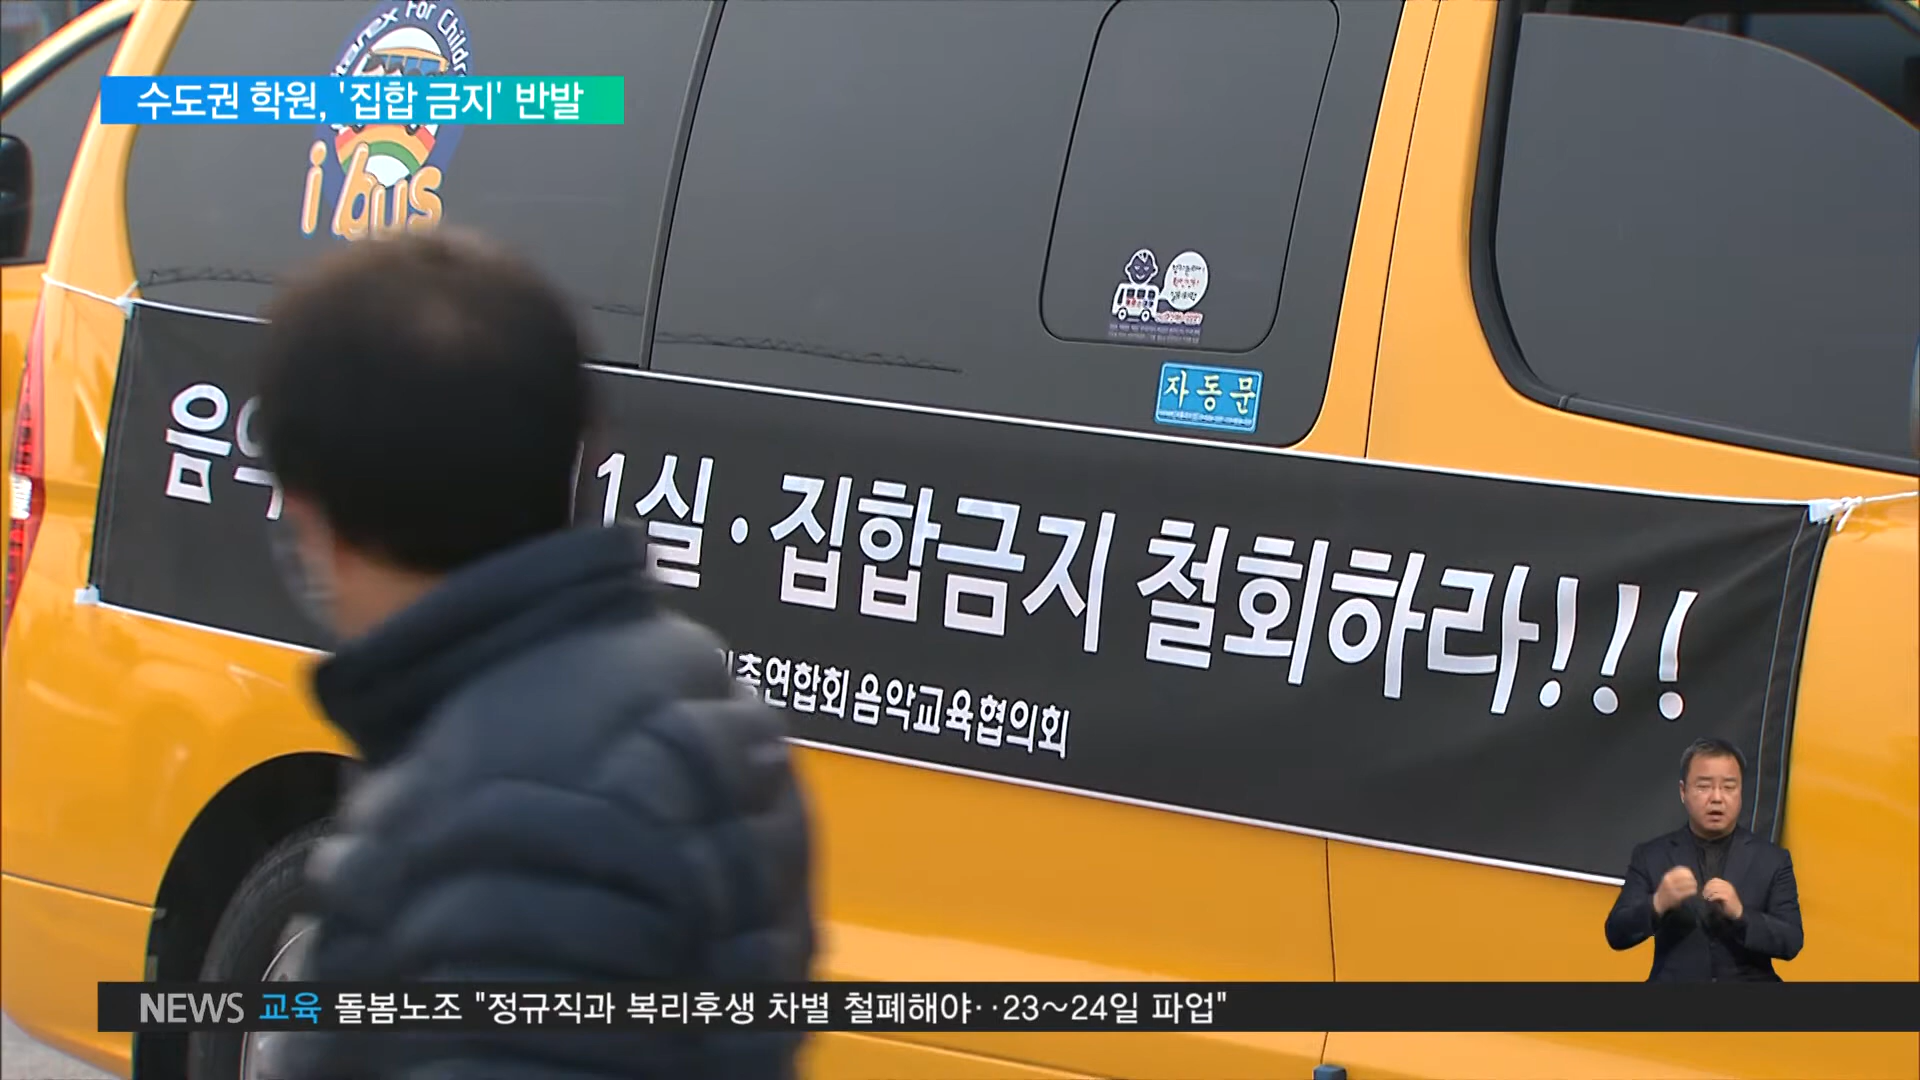 Starex For Children
수도권 학원, '집합 금지' 반발
i bus
자동문
1실·집합금지 철회하라!!!
총연합회 음악교육협의회
NEWS 교육 돌봄노조 "정규직과 복리후생 차별 철폐해야‥23~24일 파업"